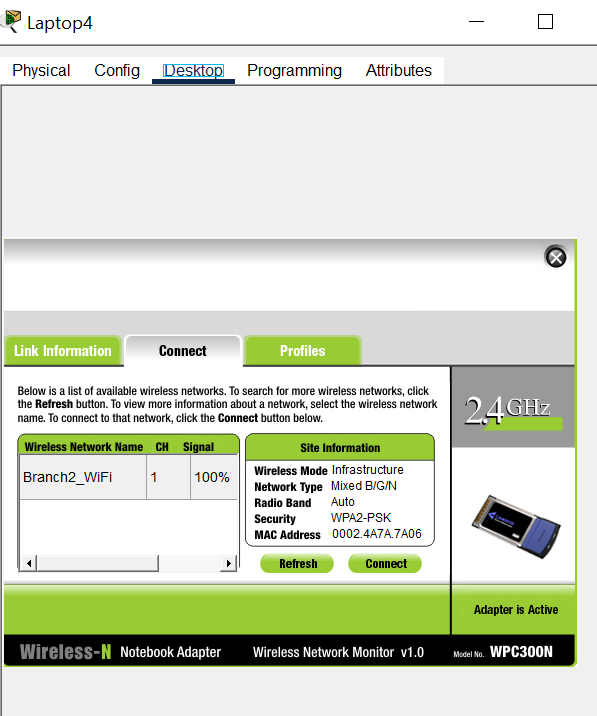 Laptop4
Physical Config Desktop Programming Attributes
Link Information Connect Profiles
Below is a list of available wireless networks. To search for more wireless networks, click
the Refresh button. To view more information about a network, select the wireless network
name. To connect to that network, click the Connect button below.
2.4GHz
Wireless Network Name CH Signal
Branch2_WiFi 1 100%
Site Information
Wireless Mode Infrastructure
Network Type Mixed B/G/N
Radio Band Auto
Security WPA2-PSK
MAC Address 0002.4A7A.7A06
Refresh Connect
Adapter is Active
Wireless-N Notebook Adapter Wireless Network Monitor v1.0 Model No. WPC300N